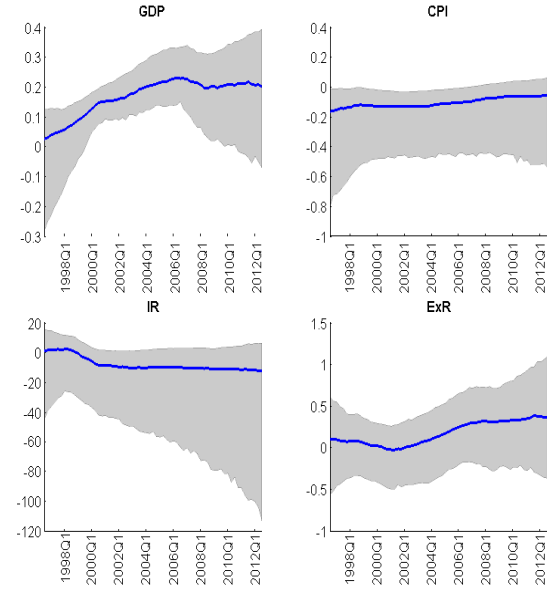 GDP
0.4
0.3
0.2
0.1
0
-0.1
-0.2
-0.3
1998Q1
2000Q1
2002Q1
2004Q1
2006Q1
2008Q1
2010Q1
2012Q1
CPI
0.4
0.2
0
-0.2
-0.4
-0.6
-0.8
-1
1998Q1
2000Q1
2002Q1
2004Q1
2006Q1
2008Q1
2010Q1
2012Q1
IR
20
0
-20
-40
-60
-80
-100
-120
1998Q1
2000Q1
2002Q1
2004Q1
2006Q1
2008Q1
2010Q1
2012Q1
ExR
1.5
1
0.5
0
-0.5
-1
1998Q1
2000Q1
2002Q1
2004Q1
2006Q1
2008Q1
2010Q1
2012Q1